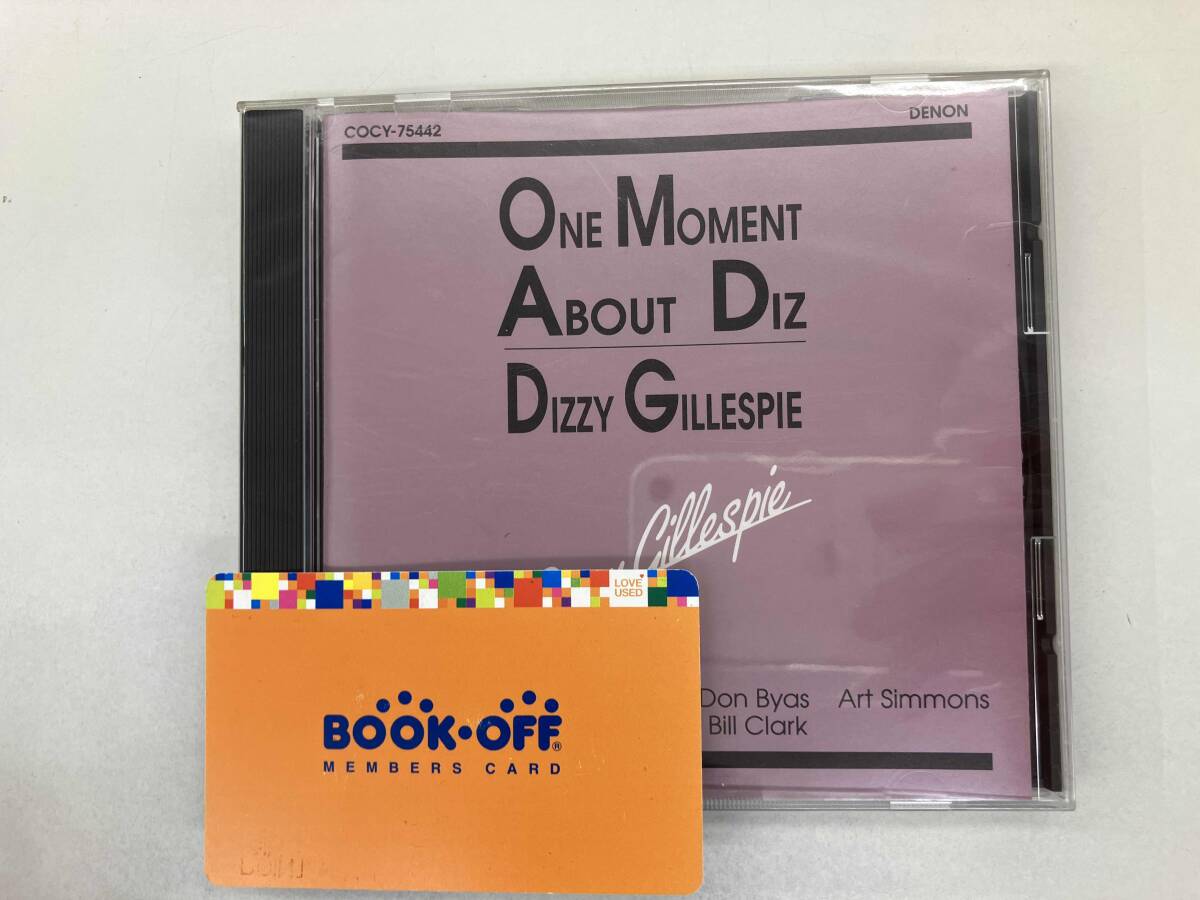 COCY-75442
DENON
ONE MOMENT
ABOUT DIZ
DIZZY GILLESPIE
Gillespie
Don Byas Art Simmons
Bill Clark
LOVE
USED
BOOK·OFF®
MEMBERS CARD